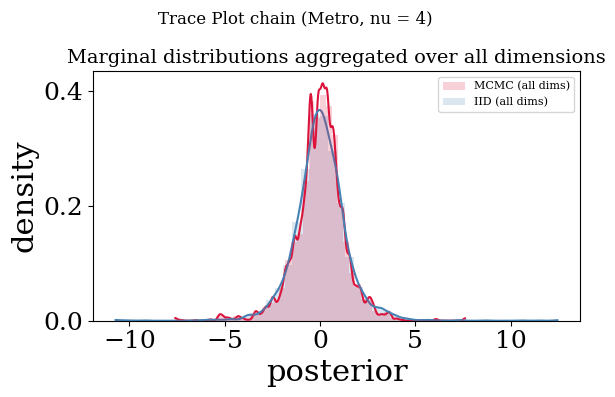 Trace Plot chain (Metro, nu = 4)
Marginal distributions aggregated over all dimensions
MCMC (all dims)
IID (all dims)
density
0.4
0.2
0.0
−10
−5
0
5
10
posterior